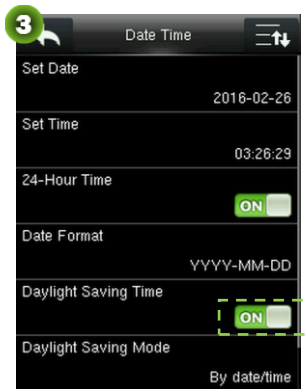 3
Date Time
Set Date
2016-02-26
Set Time
03:26:29
24-Hour Time
ON
Date Format
YYYY-MM-DD
Daylight Saving Time
ON
Daylight Saving Mode
By date/time